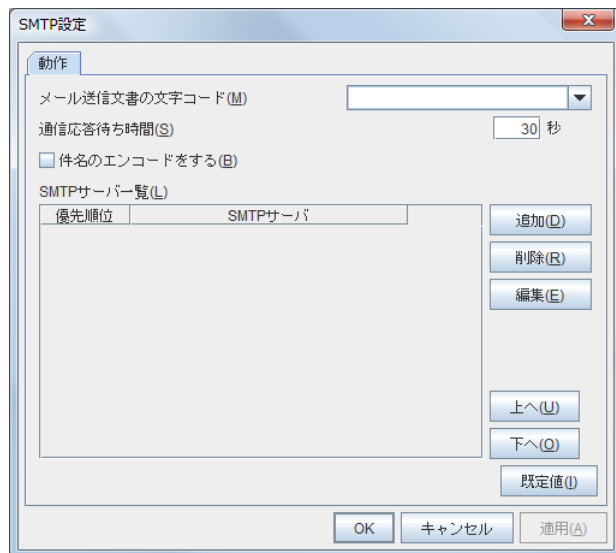 SMTP設定
動作
メール送信文書の文字コード(M)
通信応答待ち時間(S) 30 秒
件名のエンコードをする(B)
SMTPサーバ一覧(L)
優先順位 SMTPサーバ
追加(D)
削除(R)
編集(E)
上へ(U)
下へ(O)
既定値(I)
OK キャンセル 適用(A)